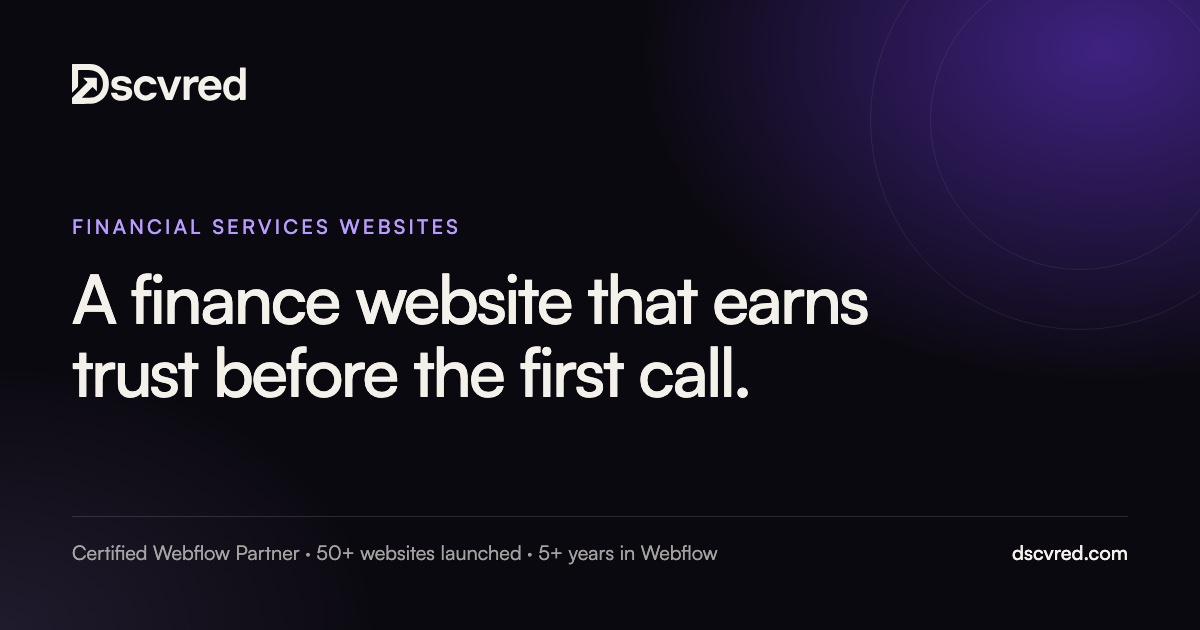 Dscvred
FINANCIAL SERVICES WEBSITES
A finance website that earns
trust before the first call.
Certified Webflow Partner · 50+ websites launched · 5+ years in Webflow
dscvred.com